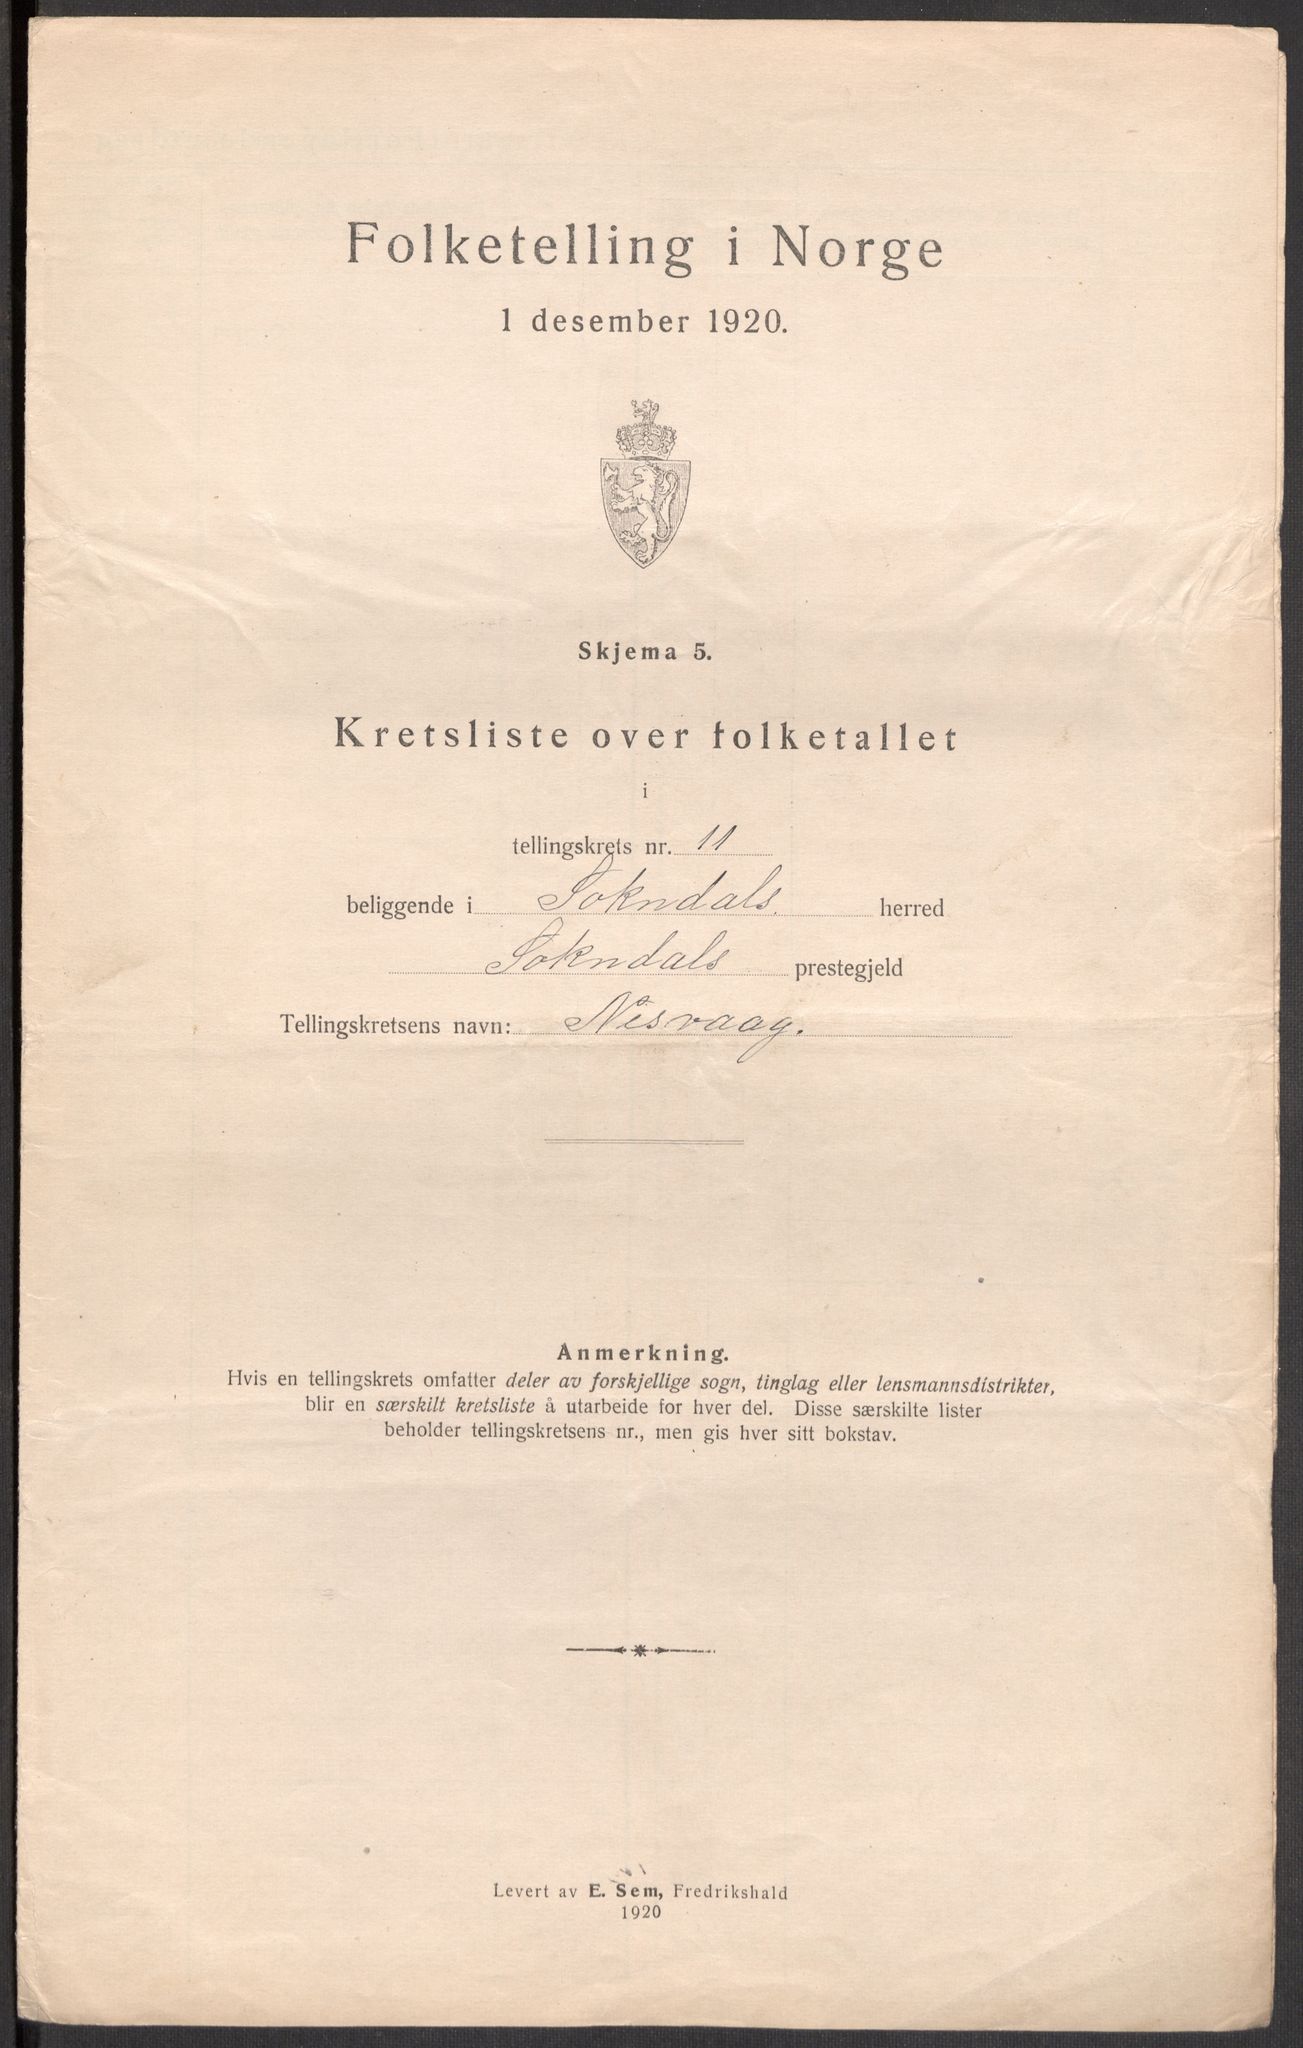 Folketelling i Norge
1 desember 1920.
Skjema 5.
Kretsliste over folketallet
i
tellingskrets nr. 11
beliggende i Sokndals. herred
Sokndals prestegjeld
Tellingskretsens navn: Nesvaag.
Anmerkning.
Hvis en tellingskrets omfatter deler av forskjellige sogn, tinglag eller lensmannsdistrikter,
blir en særskilt kretsliste å utarbeide for hver del. Disse særskilte lister
beholder tellingskretsens nr., men gis hver sitt bokstav.
Levert av E. Sem, Fredrikshald
1920